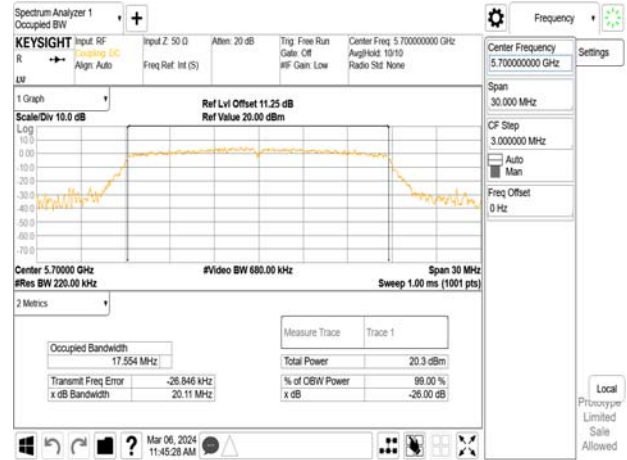 Spectrum Analyzer 1
Occupied BW
Frequency
KEYSIGHT
R
LV
Input: RF
Coupling: DC
Align: Auto
Input Z: 50 Ω
Freq Ref: Int (S)
Atten: 20 dB
Trig: Free Run
Gate: Off
#IF Gain: Low
Center Freq: 5.700000000 GHz
Avg|Hold: 10/10
Radio Std: None
1 Graph
Scale/Div 10.0 dB
Ref Lvl Offset 11.25 dB
Ref Value 20.00 dBm
Log
10.0
0.00
-10.0
-20.0
-30.0
-40.0
-50.0
-60.0
-70.0
Center 5.70000 GHz
#Res BW 220.00 kHz
#Video BW 680.00 kHz
Span 30 MHz
Sweep 1.00 ms (1001 pts)
2 Metrics
Measure Trace Trace 1
Occupied Bandwidth
17.554 MHz
Total Power 20.3 dBm
Transmit Freq Error -26.846 kHz
% of OBW Power 99.00 %
x dB Bandwidth 20.11 MHz
x dB -26.00 dB
Mar 06, 2024
11:45:28 AM
Center Frequency
5.700000000 GHz
Settings
Span
30.000 MHz
CF Step
3.000000 MHz
Auto
Man
Freq Offset
0 Hz
Local
Prototype
Limited
Sale
Allowed